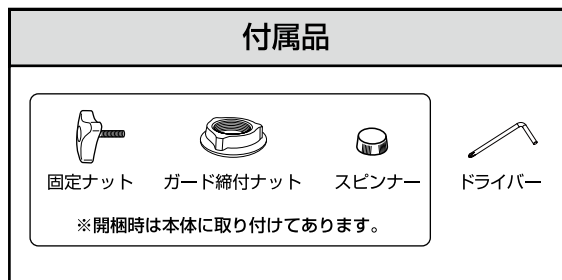 付属品
固定ナット ガード締付ナット スピンナー ドライバー
※開梱時は本体に取り付けてあります。